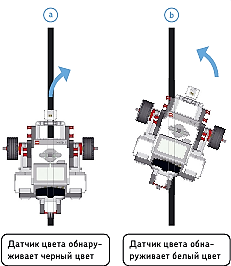 a
b
Датчик цвета обнару-
живает черный цвет
Датчик цвета обна-
руживает белый цвет